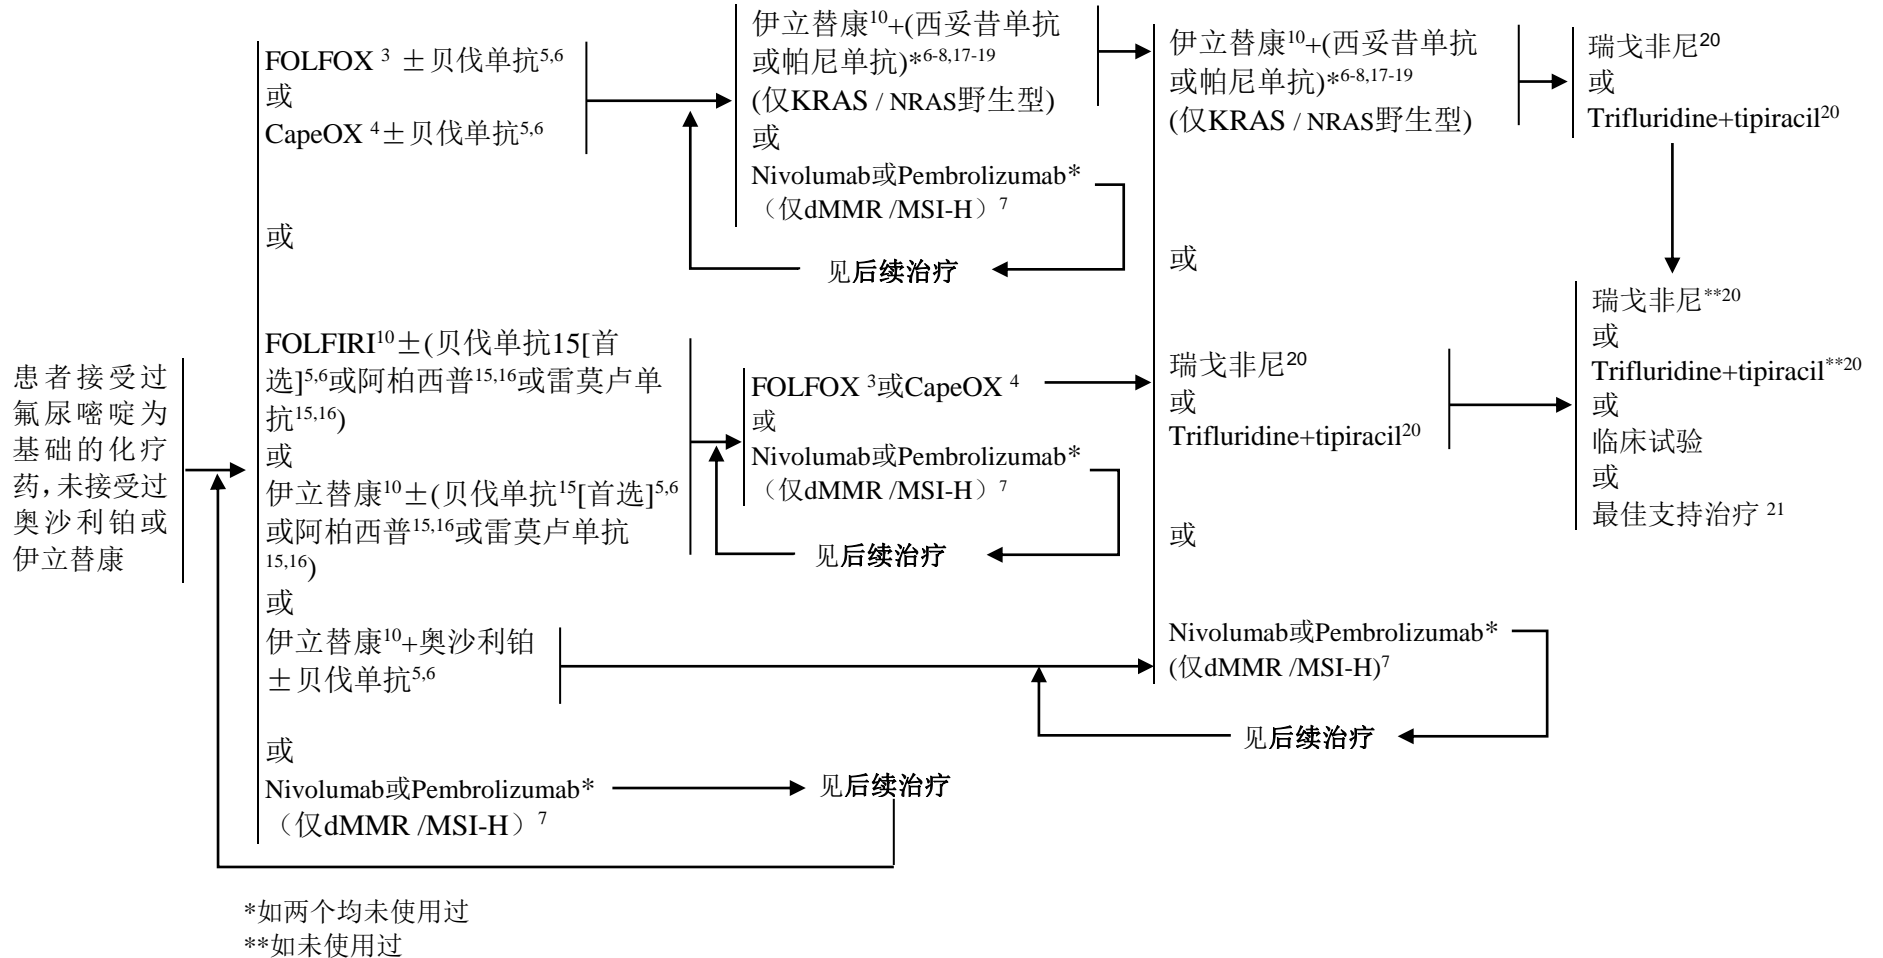 患者接受过
氟尿嘧啶为
基础的化疗
药，未接受过
奥沙利铂或
伊立替康
FOLFOX ³ ±贝伐单抗⁵,⁶
或
CapeOX ⁴±贝伐单抗⁵,⁶
或
FOLFIRI¹⁰±(贝伐单抗15[首
选]⁵,⁶或阿柏西普¹⁵,¹⁶或雷莫卢单
抗¹⁵,¹⁶)
或
伊立替康¹⁰±(贝伐单抗¹⁵[首选]⁵,⁶
或阿柏西普¹⁵,¹⁶或雷莫卢单抗
¹⁵,¹⁶)
或
伊立替康¹⁰+奥沙利铂
±贝伐单抗⁵,⁶
或
Nivolumab或Pembrolizumab*
（仅dMMR /MSI-H）⁷
见后续治疗
伊立替康¹⁰+(西妥昔单抗
或帕尼单抗)*⁶⁻⁸,¹⁷⁻¹⁹
(仅KRAS / NRAS野生型)
或
Nivolumab或Pembrolizumab*
（仅dMMR /MSI-H）⁷
见后续治疗
FOLFOX ³或CapeOX ⁴
或
Nivolumab或Pembrolizumab*
（仅dMMR /MSI-H）⁷
见后续治疗
伊立替康¹⁰+(西妥昔单抗
或帕尼单抗)*⁶⁻⁸,¹⁷⁻¹⁹
(仅KRAS / NRAS野生型)
或
瑞戈非尼²⁰
或
Trifluridine+tipiracil²⁰
或
Nivolumab或Pembrolizumab*
(仅dMMR /MSI-H)⁷
见后续治疗
瑞戈非尼²⁰
或
Trifluridine+tipiracil²⁰
瑞戈非尼**²⁰
或
Trifluridine+tipiracil**²⁰
或
临床试验
或
最佳支持治疗 ²¹
*如两个均未使用过
**如未使用过